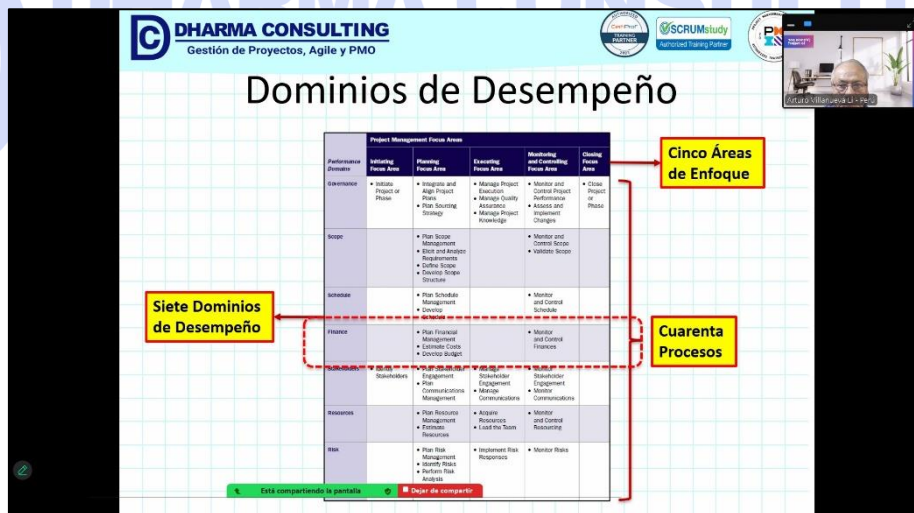 DHARMA CONSULTING
Gestión de Proyectos, Agile y PMO
SCRUMstudy
Authorized Training Partner
Arturo Villanueva Ll - Perú
Dominios de Desempeño
Project Management Focus Areas
Performance Domains
Initiating Focus Area
Planning Focus Area
Executing Focus Area
Monitoring and Controlling Focus Area
Closing Focus Area
Cinco Áreas
de Enfoque
Governance
• Initiate
Project or
Phase
• Integrate and
Align Project
Plans
• Plan Sourcing
Strategy
• Manage Project
Execution
• Manage Quality
Assurance
• Manage Project
Knowledge
• Monitor and
Control Project
Performance
• Assess and
Implement
Changes
• Close
Project
or
Phase
Scope
• Plan Scope
Management
• Elicit and Analyze
Requirements
• Define Scope
• Develop Scope
Structure
• Monitor and
Control Scope
• Validate Scope
Schedule
• Plan Schedule
Management
• Develop
Schedule
• Monitor
and Control
Schedule
Siete Dominios
de Desempeño
Finance
• Plan Financial
Management
• Estimate Costs
• Develop Budget
• Monitor
and Control
Finances
Cuarenta
Procesos
Stakeholders
• Identify
Stakeholders
• Plan Stakeholder
Engagement
• Plan
Communications
Management
• Manage
Stakeholder
Engagement
• Manage
Communications
• Monitor
Stakeholder
Engagement
• Monitor
Communications
Resources
• Plan Resource
Management
• Estimate
Resources
• Acquire
Resources
• Lead the Team
• Monitor
and Control
Resourcing
Risk
• Plan Risk
Management
• Identify Risks
• Perform Risk
Analysis
• Implement Risk
Responses
• Monitor Risks
Está compartiendo la pantalla
Dejar de compartir